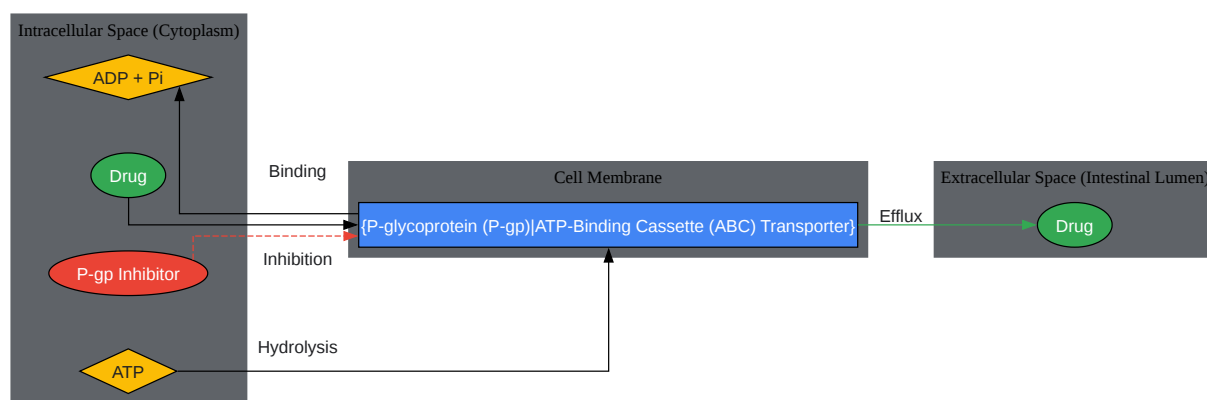 Intracellular Space (Cytoplasm)
ADP + Pi
Drug
P-gp Inhibitor
ATP
Binding
Inhibition
Hydrolysis
Cell Membrane
{P-glycoprotein (P-gp)|ATP-Binding Cassette (ABC) Transporter}
Efflux
Extracellular Space (Intestinal Lumen)
Drug